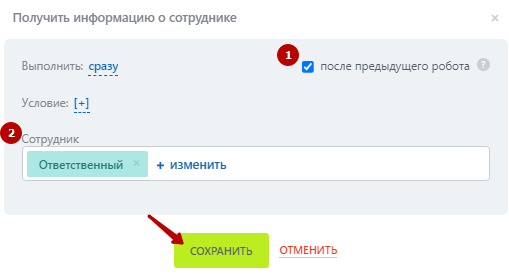 Получить информацию о сотруднике ×
Выполнить: сразу 1 после предыдущего робота ?
Условие: [+]
2 Сотрудник
Ответственный × + изменить
СОХРАНИТЬ ОТМЕНИТЬ